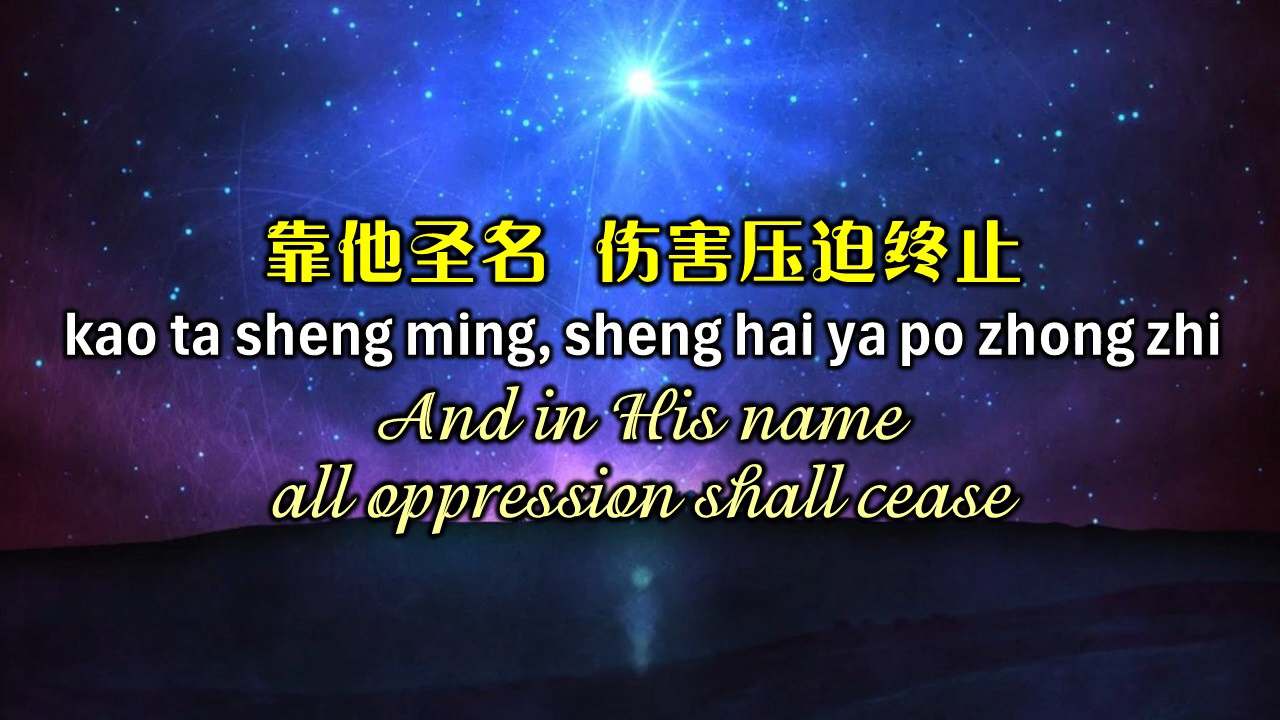 靠他圣名 伤害压迫终止
kao ta sheng ming, sheng hai ya po zhong zhi
And in His name
all oppression shall cease